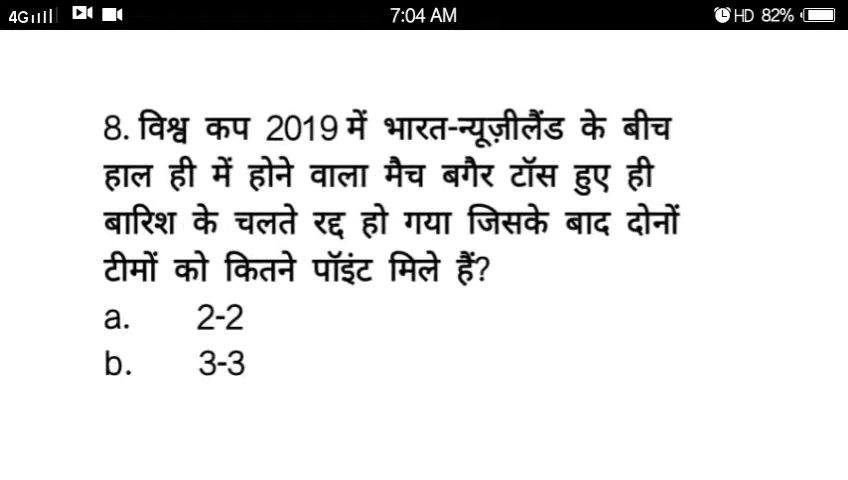 4G 7:04 AM HD 82%
8. विश्व कप 2019 में भारत-न्यूज़ीलैंड के बीच
हाल ही में होने वाला मैच बगैर टॉस हुए ही
बारिश के चलते रद्द हो गया जिसके बाद दोनों
टीमों को कितने पॉइंट मिले हैं?
a. 2-2
b. 3-3